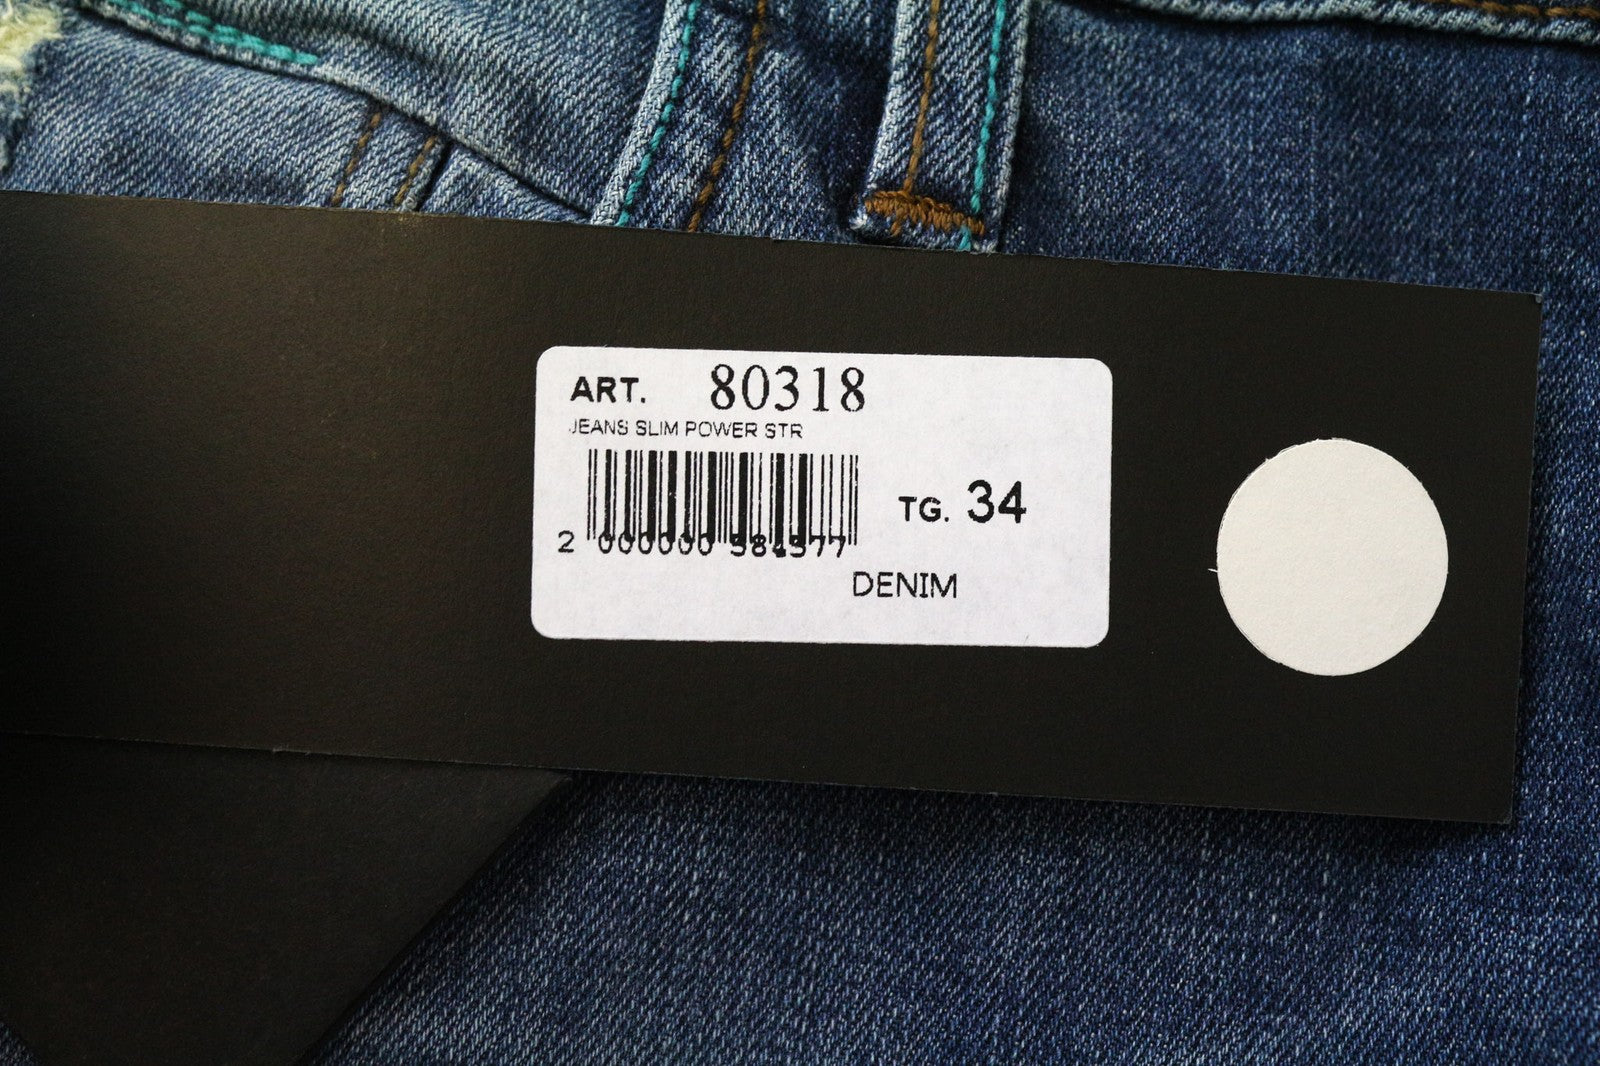 ART. 80318
JEANS SLIM POWER STR
TG. 34
2 000000 584577
DENIM